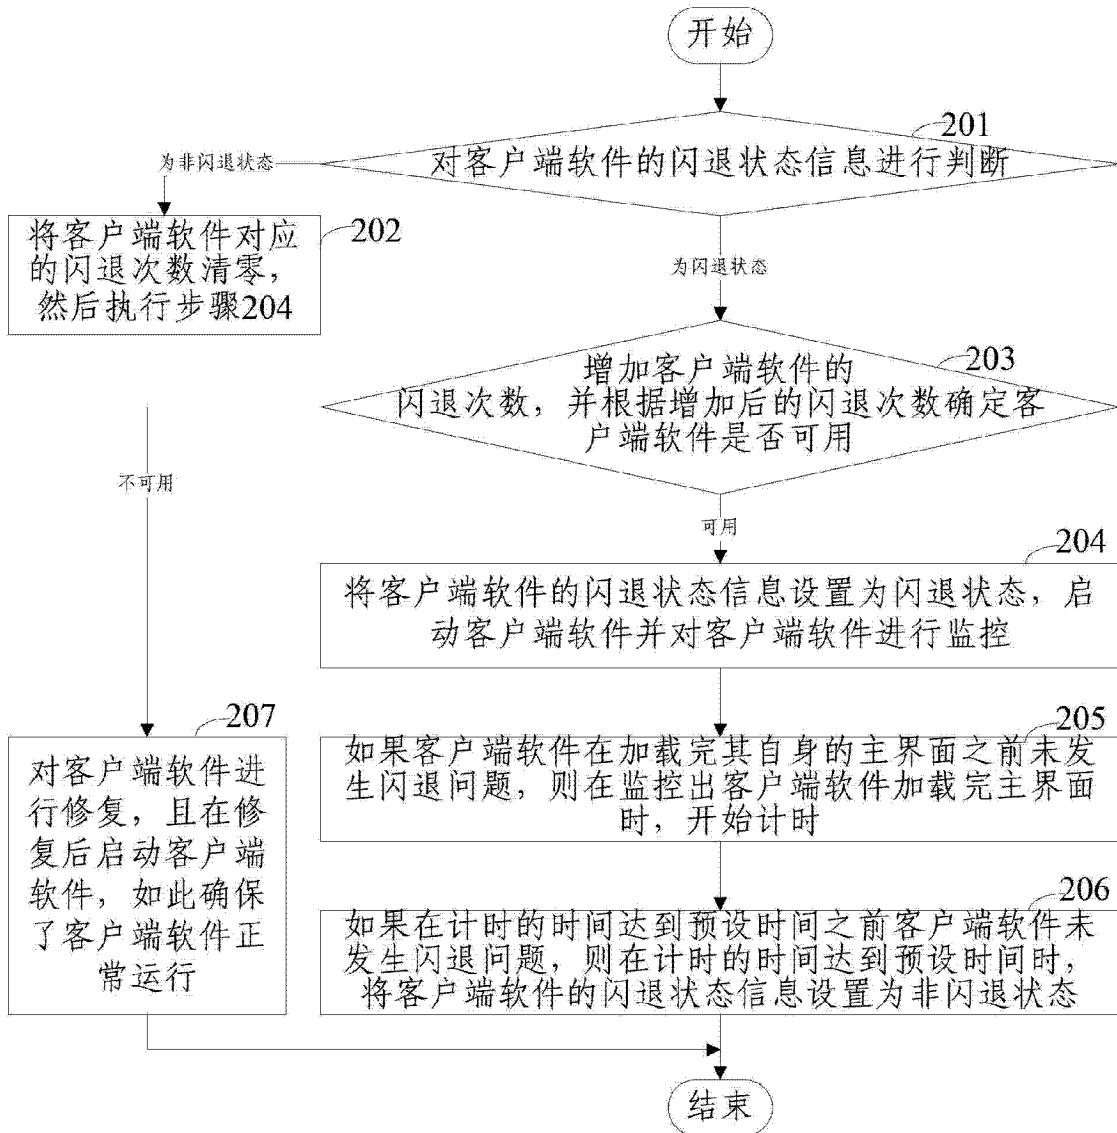 开始
201
对客户端软件的闪退状态信息进行判断
为非闪退状态
202
将客户端软件对应
的闪退次数清零,
然后执行步骤204
为闪退状态
203
增加客户端软件的
闪退次数，并根据增加后的闪退次数确定客
户端软件是否可用
不可用
可用
204
将客户端软件的闪退状态信息设置为闪退状态，启
动客户端软件并对客户端软件进行监控
205
如果客户端软件在加载完其自身的主界面之前未发
生闪退问题，则在监控出客户端软件加载完主界面
时，开始计时
207
对客户端软件进
行修复，且在修
复后启动客户端
软件，如此确保
了客户端软件正
常运行
206
如果在计时的时间达到预设时间之前客户端软件未
发生闪退问题，则在计时的时间达到预设时间时，
将客户端软件的闪退状态信息设置为非闪退状态
结束